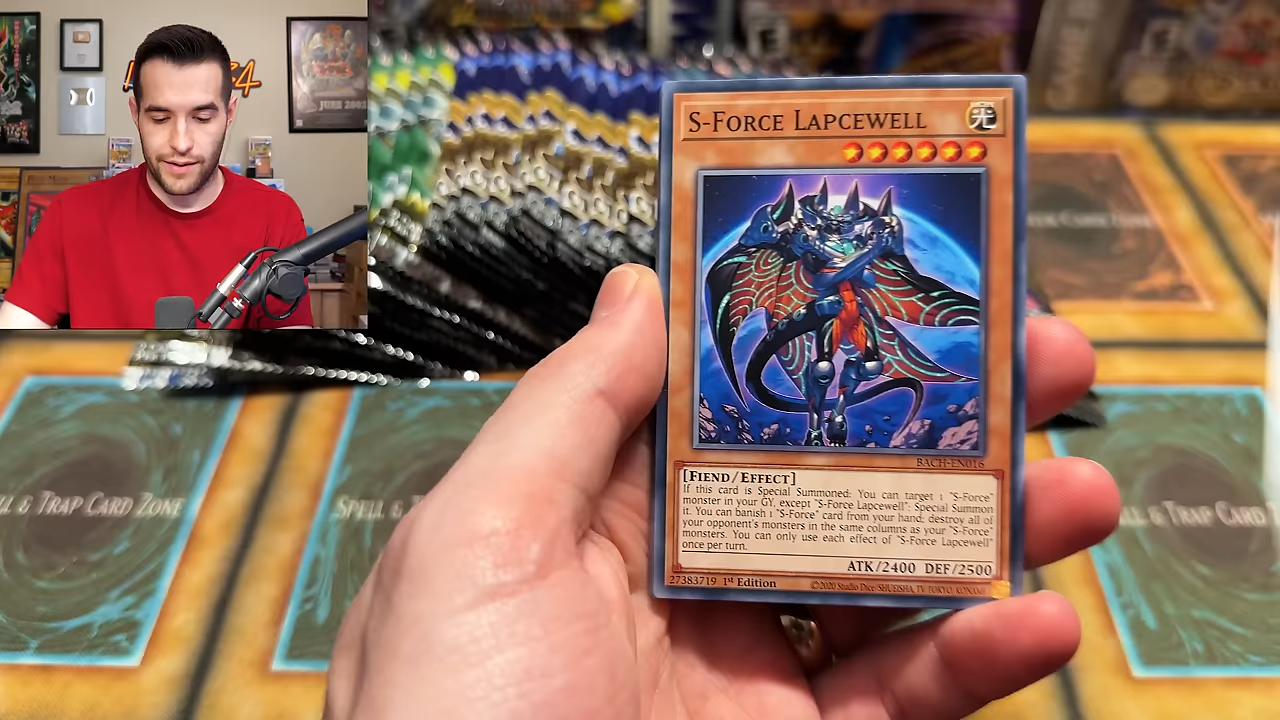 JUNE 2002
S-FORCE LAPCEWELL
光
BACH-EN016
[FIEND/EFFECT]
If this card is Special Summoned: You can target 1 "S-Force"
monster in your GY, except "S-Force Lapcewell"; Special Summon
it. You can banish 1 "S-Force" card from your hand; destroy all of
your opponent's monsters in the same columns as your "S-Force"
monsters. You can only use each effect of "S-Force Lapcewell"
once per turn.
ATK/2400 DEF/2500
27383719 1st Edition
©2020 Studio Dice/SHUEISHA, TV TOKYO, KONAMI
LL & TRAP CARD ZONE
SPELL &
LL & TRAP CARD